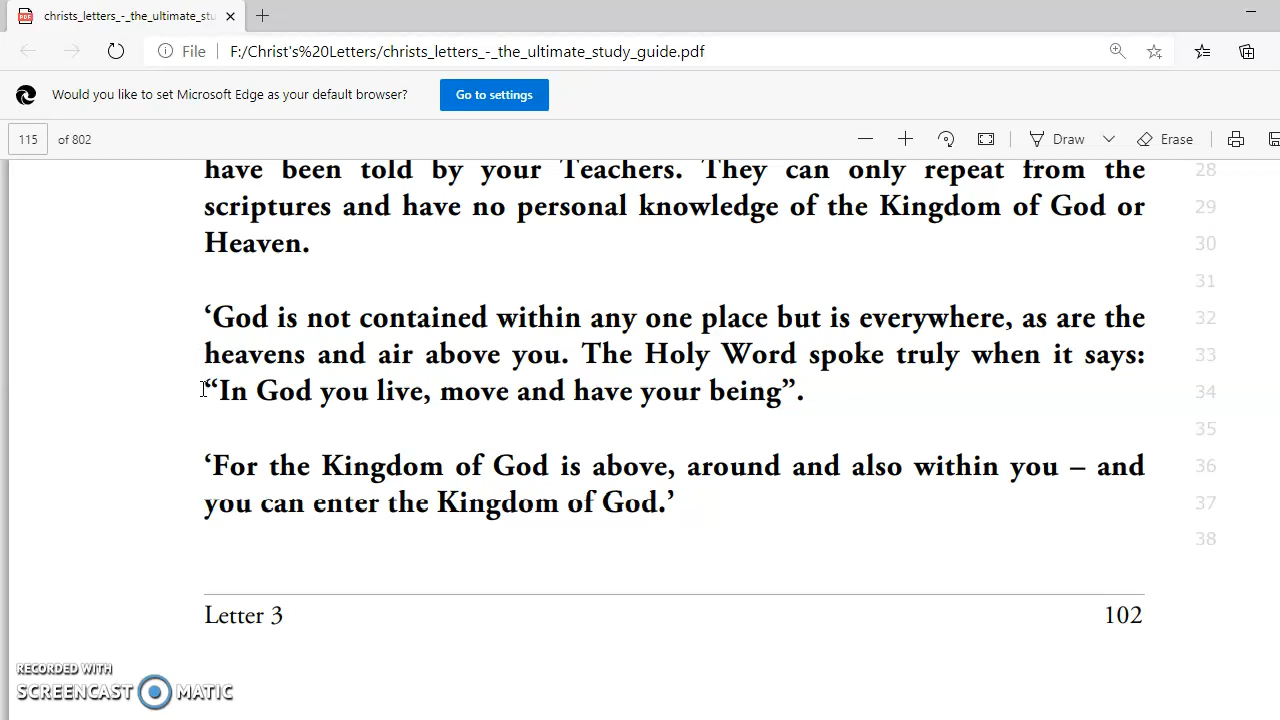 christs_letters_-_the_ultimate_stu
File
F:/Christ's%20Letters/christs_letters_-_the_ultimate_study_guide.pdf
Would you like to set Microsoft Edge as your default browser?
Go to settings
115 of 802
Draw
Erase
have been told by your Teachers. They can only repeat from the 28
scriptures and have no personal knowledge of the Kingdom of God or 29
Heaven. 30
31
‘God is not contained within any one place but is everywhere, as are the 32
heavens and air above you. The Holy Word spoke truly when it says: 33
“In God you live, move and have your being”. 34
35
‘For the Kingdom of God is above, around and also within you – and 36
you can enter the Kingdom of God.’ 37
38
Letter 3 102
RECORDED WITH
SCREENCAST MATIC